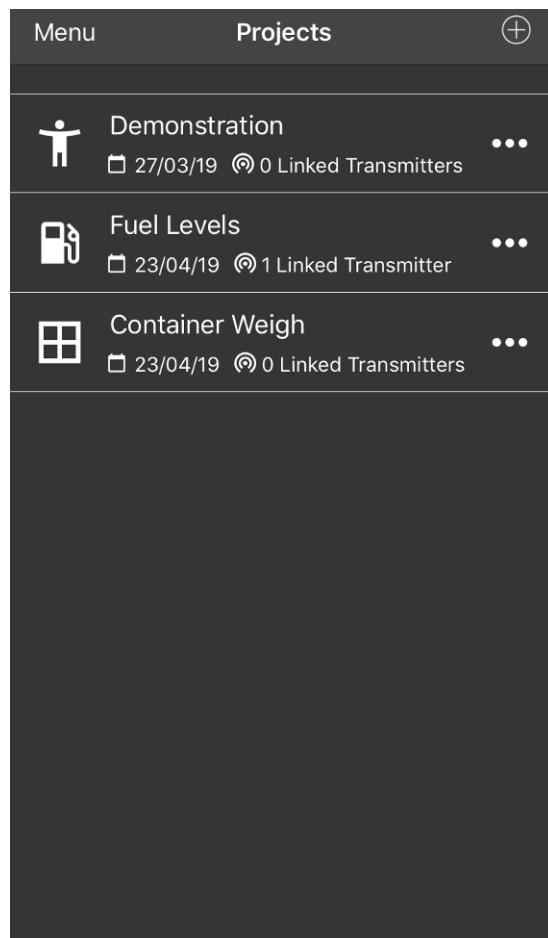 Menu Projects
Demonstration
27/03/19 0 Linked Transmitters
Fuel Levels
23/04/19 1 Linked Transmitter
Container Weigh
23/04/19 0 Linked Transmitters